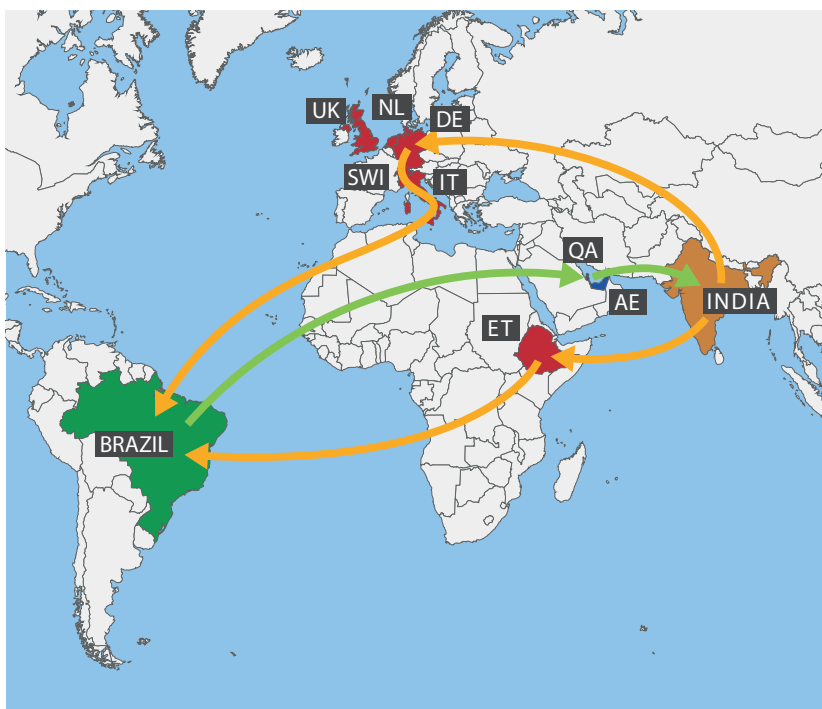 UK
NL
DE
SWI
IT
QA
AE
INDIA
ET
BRAZIL